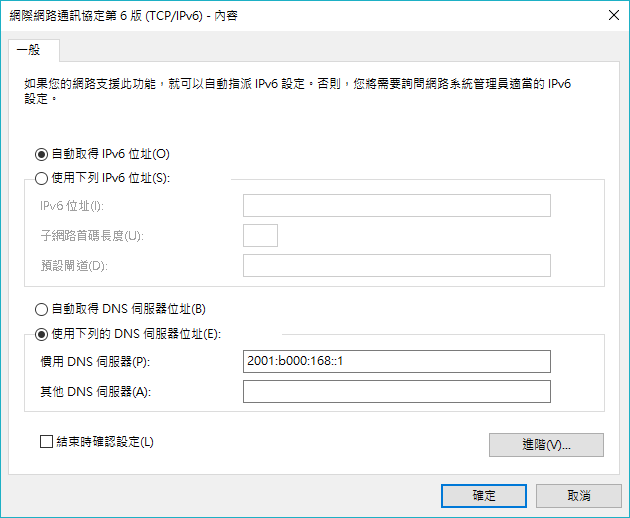 網際網路通訊協定第 6 版 (TCP/IPv6) - 內容
一般
如果您的網路支援此功能，就可以自動指派 IPv6 設定。否則，您將需要詢問網路系統管理員適當的 IPv6
設定。
自動取得 IPv6 位址(O)
使用下列 IPv6 位址(S):
IPv6 位址(I):
子網路首碼長度(U):
預設閘道(D):
自動取得 DNS 伺服器位址(B)
使用下列的 DNS 伺服器位址(E):
慣用 DNS 伺服器(P):
2001:b000:168::1
其他 DNS 伺服器(A):
結束時確認設定(L)
進階(V)...
確定
取消